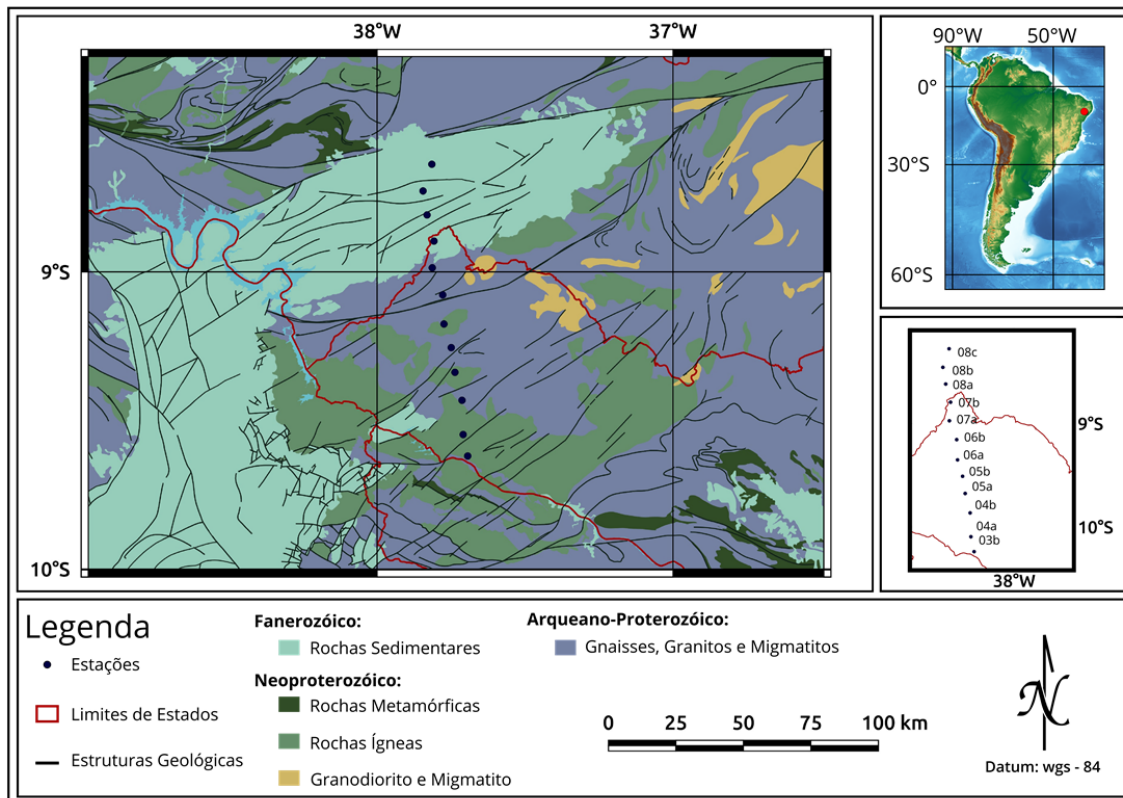 38°W
37°W
9°S
10°S
90°W
50°W
0°
30°S
60°S
08c
08b
08a
07b
07a
06b
06a
05b
05a
04b
04a
03b
9°S
10°S
38°W
Legenda
Estações
Limites de Estados
Estruturas Geológicas
Fanerozóico:
Rochas Sedimentares
Neoproterozóico:
Rochas Metamórficas
Rochas Ígneas
Granodiorito e Migmatito
Arqueano-Proterozóico:
Gnaisses, Granitos e Migmatitos
0 25 50 75 100 km
N
Datum: wgs - 84